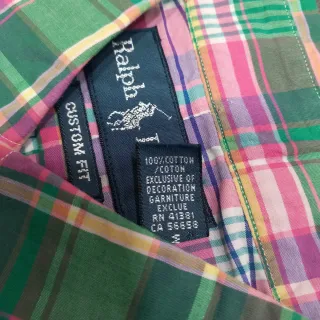 Ralph
CUSTOM FIT
100% COTTON
/COTON
EXCLUSIVE OF
DECORATION
GARNITURE
EXCLUE
RN 41381
CA 56658